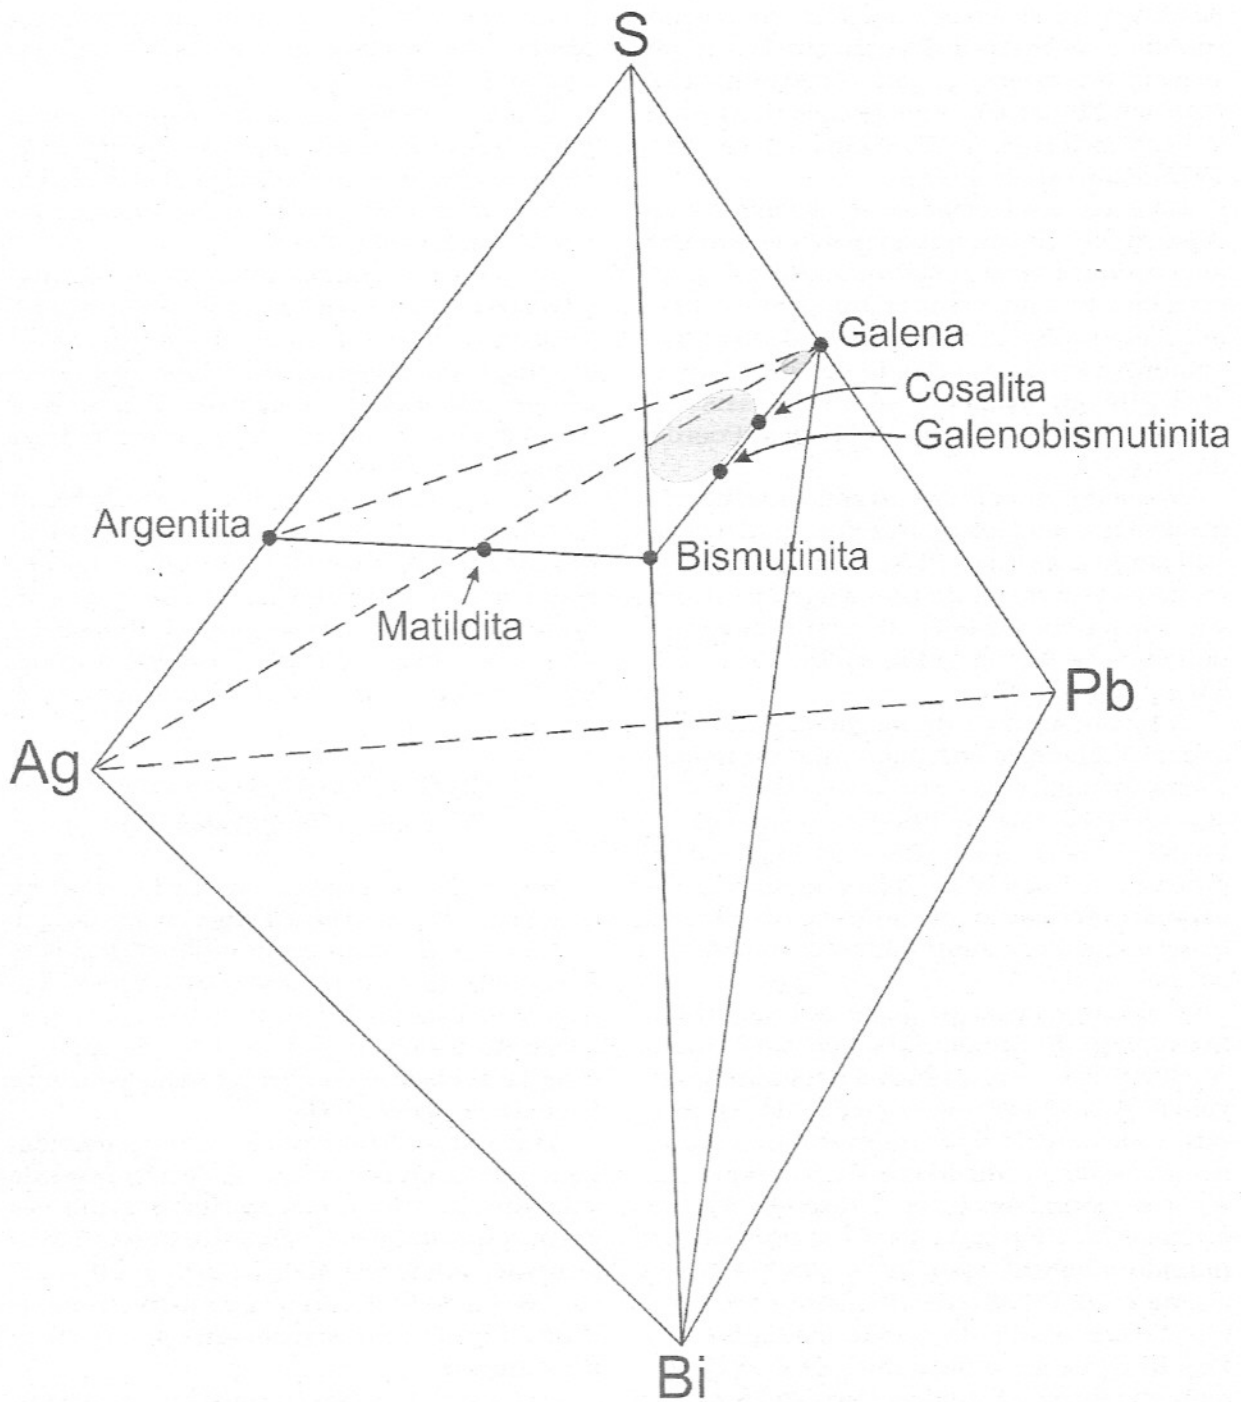 S
Galena
Cosalita
Galenobismutinita
Argentita
Bismutinita
Matildita
Pb
Ag
Bi